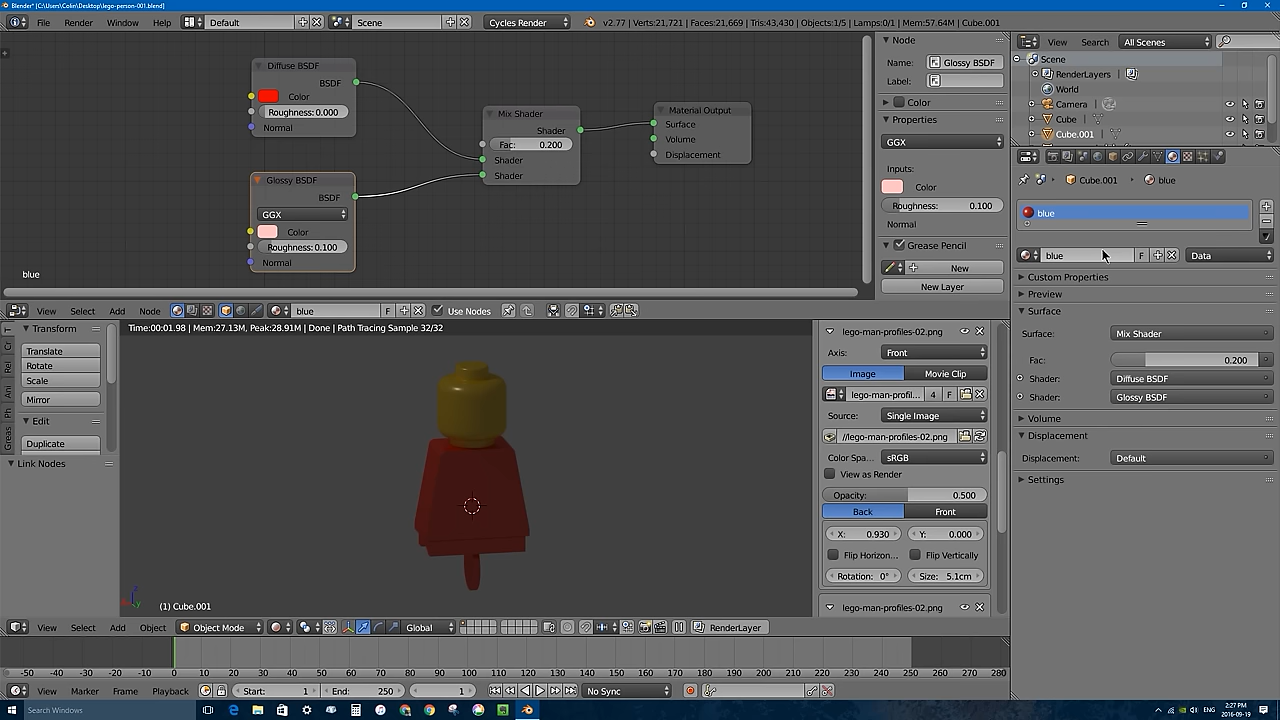 Blender* [C:\Users\Colin\Desktop\lego-person-001.blend]
File Render Window Help Default Scene Cycles Render v2.77 | Verts:21,721 | Faces:21,669 | Tris:43,430 | Objects:1/5 | Lamps:0/1 | Mem:57.64M | Cube.001
Diffuse BSDF
BSDF
Color
Roughness: 0.000
Normal
Glossy BSDF
BSDF
GGX
Color
Roughness: 0.100
Normal
Mix Shader
Shader
Fac: 0.200
Shader
Shader
Material Output
Surface
Volume
Displacement
blue
Node
Name: Glossy BSDF
Label:
Color
Properties
GGX
Inputs:
Color
Roughness: 0.100
Normal
Grease Pencil
New
New Layer
View Search All Scenes
Scene
RenderLayers
World
Camera
Cube
Cube.001
Cube.001 blue
blue
blue F Data
Custom Properties
Preview
Surface
Surface: Mix Shader
Fac: 0.200
Shader: Diffuse BSDF
Shader: Glossy BSDF
Volume
Displacement
Displacement: Default
Settings
View Select Add Node blue F Use Nodes
Transform
Translate
Rotate
Scale
Mirror
Edit
Duplicate
Link Nodes
Time:00:01.98 | Mem:27.13M, Peak:28.91M | Done | Path Tracing Sample 32/32
(1) Cube.001
lego-man-profiles-02.png
Axis: Front
Image Movie Clip
lego-man-profil... 4 F
Source: Single Image
//lego-man-profiles-02.png
Color Spa... sRGB
View as Render
Opacity: 0.500
Back Front
X: 0.930 Y: 0.000
Flip Horizon... Flip Vertically
Rotation: 0° Size: 5.1cm
lego-man-profiles-02.png
View Select Add Object Object Mode Global RenderLayer
-50 -40 -30 -20 -10 0 10 20 30 40 50 60 70 80 90 100 110 120 130 140 150 160 170 180 190 200 210 220 230 240 250 260 270 280
View Marker Frame Playback Start: 1 End: 250 1 No Sync
Search Windows ENG 2:27 PM
2016-09-19